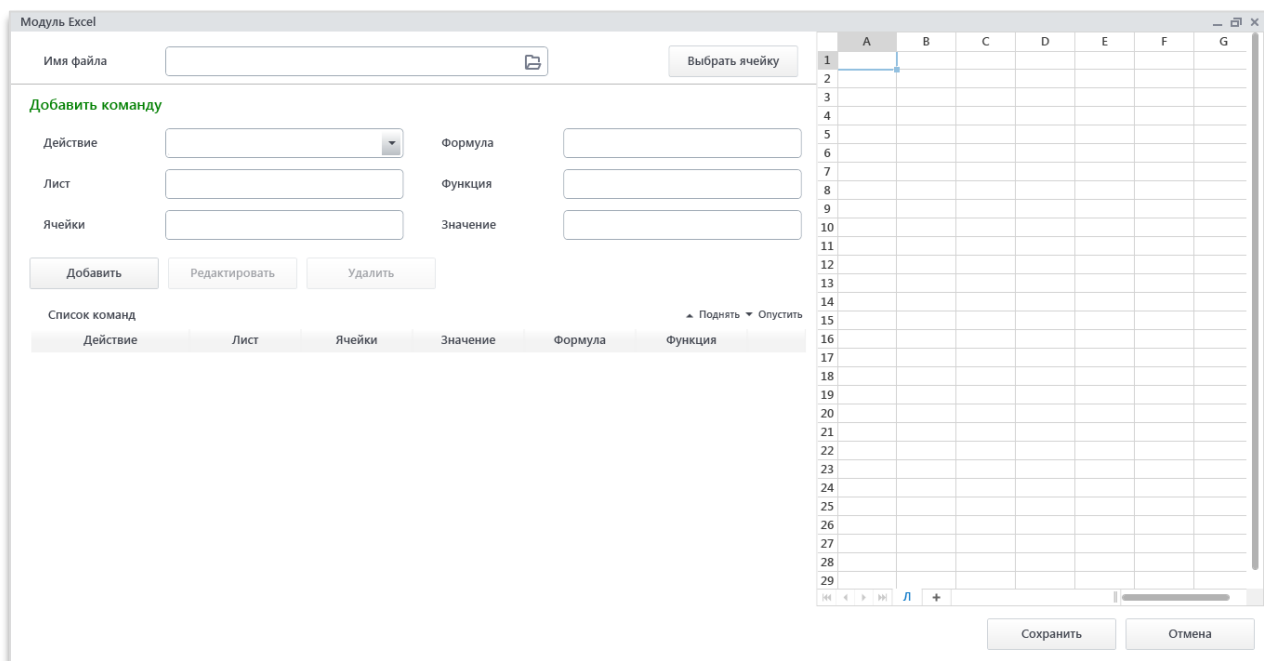 Модуль Excel
Имя файла
Выбрать ячейку
Добавить команду
Действие
Формула
Лист
Функция
Ячейки
Значение
Добавить Редактировать Удалить
Список команд
Поднять Опустить
Действие Лист Ячейки Значение Формула Функция
A B C D E F G
1
2
3
4
5
6
7
8
9
10
11
12
13
14
15
16
17
18
19
20
21
22
23
24
25
26
27
28
29
Л +
Сохранить Отмена